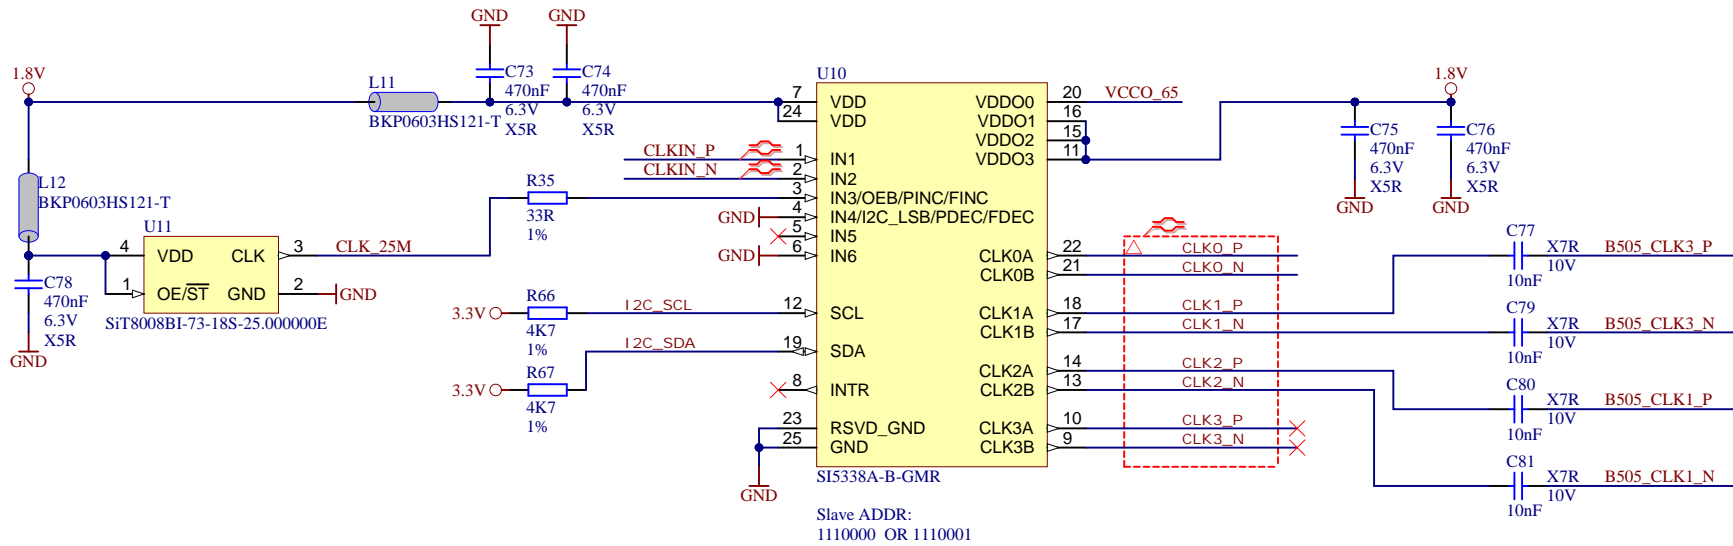 GND
GND
1.8V
L11
BKP0603HS121-T
C73
470nF
6.3V
X5R
C74
470nF
6.3V
X5R
L12
BKP0603HS121-T
U11
4 VDD CLK 3
1 OE/ST GND 2
GND
SiT8008BI-73-18S-25.000000E
C78
470nF
6.3V
X5R
GND
CLK_25M
R35
33R
1%
CLKIN_P
CLKIN_N
GND
GND
3.3V
R66
4K7
1%
I2C_SCL
3.3V
R67
4K7
1%
I2C_SDA
GND
U10
7 VDD VDDO0 20
24 VDD VDDO1 16
VDDO2 15
1 IN1 VDDO3 11
2 IN2
3 IN3/OEB/PINC/FINC
4 IN4/I2C_LSB/PDEC/FDEC
5 IN5
6 IN6 CLK0A 22
CLK0B 21
12 SCL CLK1A 18
CLK1B 17
19 SDA
CLK2A 14
8 INTR CLK2B 13
23 RSVD_GND CLK3A 10
25 GND CLK3B 9
SI5338A-B-GMR
Slave ADDR:
1110000 OR 1110001
VCCO_65
1.8V
C75
470nF
6.3V
X5R
GND
C76
470nF
6.3V
X5R
GND
CLK0_P
CLK0_N
CLK1_P
CLK1_N
CLK2_P
CLK2_N
CLK3_P
CLK3_N
C77
X7R
10V
10nF
B505_CLK3_P
C79
X7R
10V
10nF
B505_CLK3_N
C80
X7R
10V
10nF
B505_CLK1_P
C81
X7R
10V
10nF
B505_CLK1_N